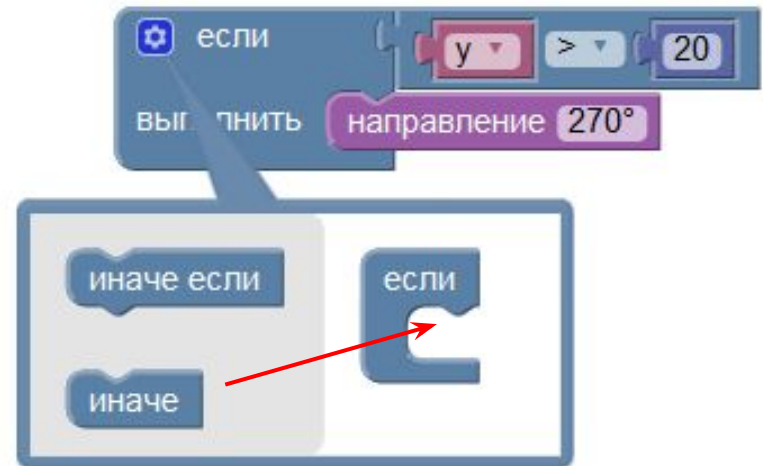 если y > 20
выполнить направление 270°
иначе если
если
иначе